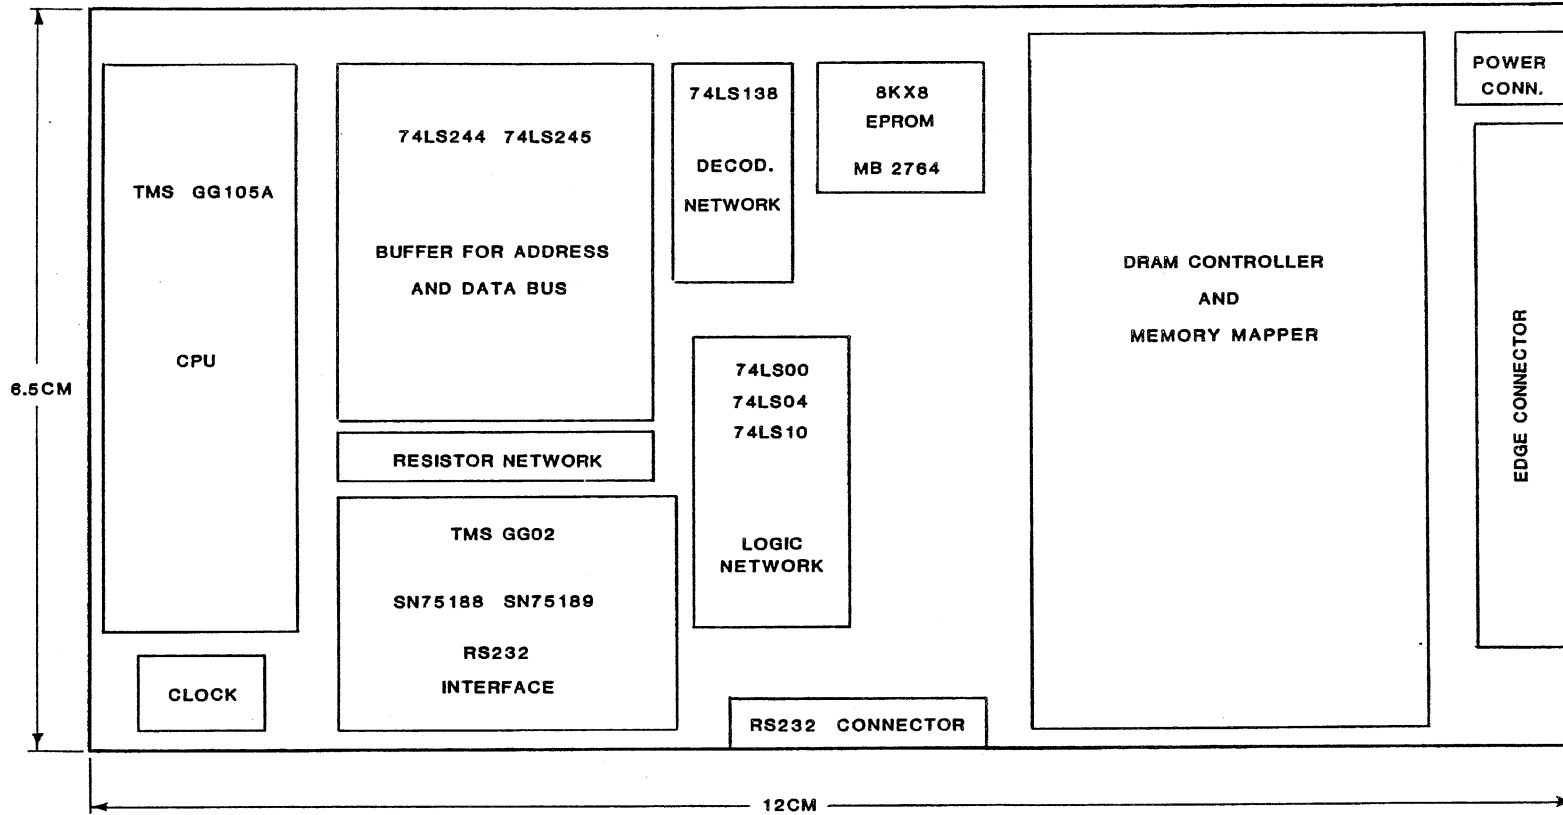 POWER
CONN.
74LS138
DECOD.
NETWORK
8KX8
EPROM
MB 2764
74LS244 74LS245
BUFFER FOR ADDRESS
AND DATA BUS
TMS GG105A
CPU
DRAM CONTROLLER
AND
MEMORY MAPPER
EDGE CONNECTOR
6.5CM
74LS00
74LS04
74LS10
LOGIC
NETWORK
RESISTOR NETWORK
TMS GG02
SN75188 SN75189
RS232
INTERFACE
CLOCK
RS232 CONNECTOR
12CM